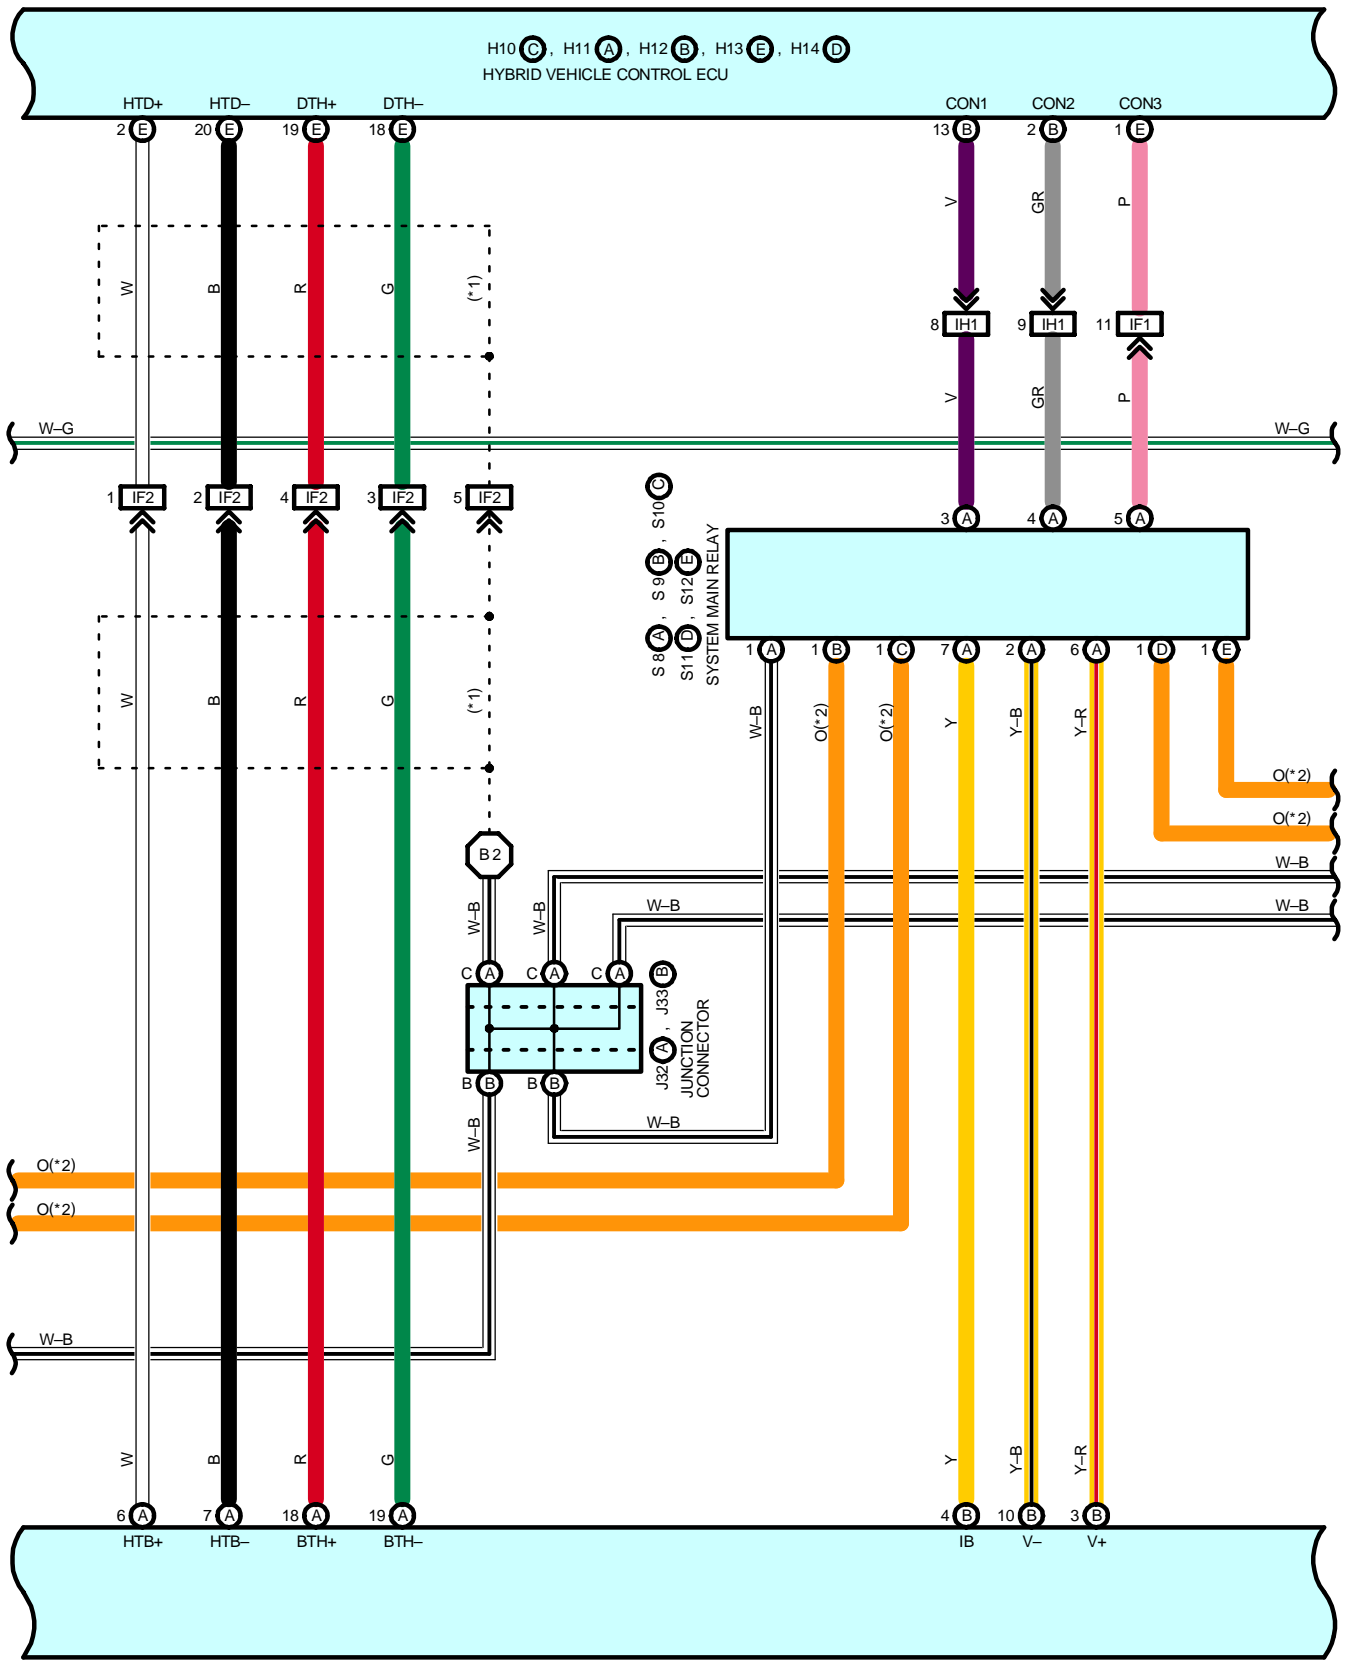 H10 C , H11 A , H12 B , H13 E , H14 D
HYBRID VEHICLE CONTROL ECU
HTD+ HTD– DTH+ DTH– CON1 CON2 CON3
2 E 20 E 19 E 18 E 13 B 2 B 1 E
V GR P
W B R G (*1)
8 IH1 9 IH1 11 IF1
V GR P
W–G W–G
1 IF2 2 IF2 4 IF2 3 IF2 5 IF2
3 A 4 A 5 A
S 8 A , S 9 B , S10 C
S11 D , S12 E
SYSTEM MAIN RELAY
1 A 1 B 1 C 7 A 2 A 6 A 1 D 1 E
W B R G (*1)
W–B O(*2) O(*2) Y Y–B Y–R
O(*2)
O(*2)
B 2
W–B
W–B W–B
W–B W–B
C A C A C A
J32 A , J33 B
JUNCTION
CONNECTOR
B B B B
W–B W–B
O(*2)
O(*2)
W–B
W B R G Y Y–B Y–R
6 A 7 A 18 A 19 A 4 B 10 B 3 B
HTB+ HTB– BTH+ BTH– IB V– V+